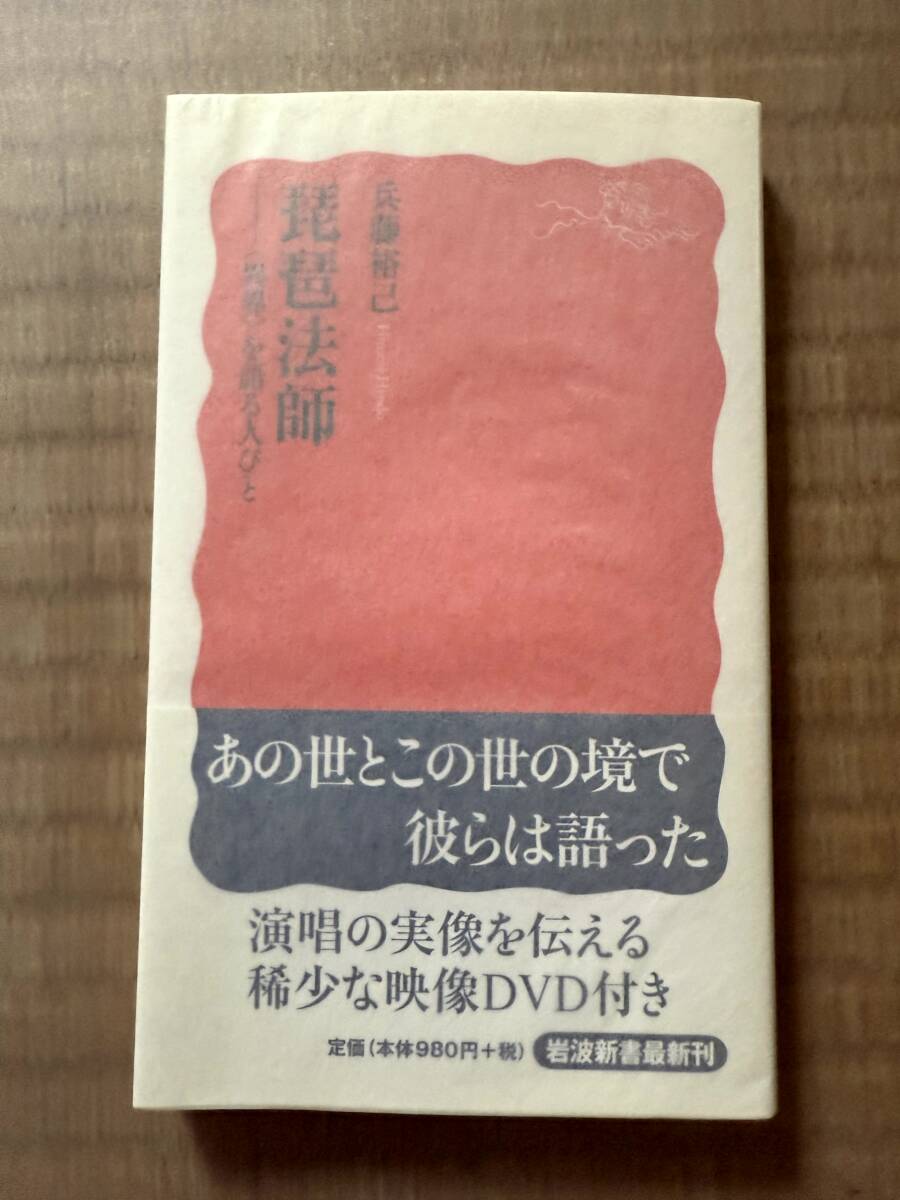 兵藤裕己
Hiromi Hyodo
琵琶法師
――〈異界〉を語る人びと
あの世とこの世の境で
彼らは語った
演唱の実像を伝える
稀少な映像DVD付き
定価(本体980円+税)
岩波新書最新刊